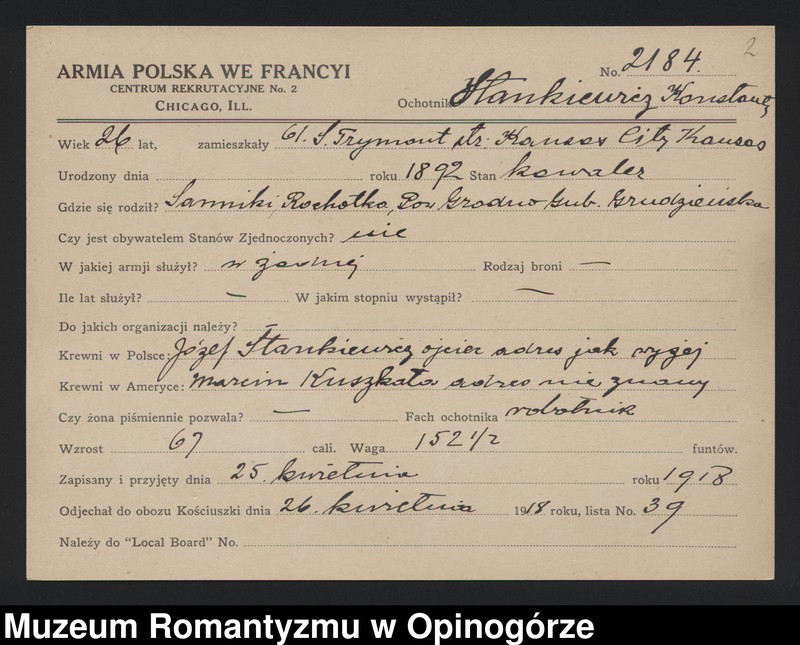 2
ARMIA POLSKA WE FRANCYI
CENTRUM REKRUTACYJNE No. 2
CHICAGO, ILL.
No. 2184.
Ochotnik Stankiewicz Konstanty
Wiek 26 lat, zamieszkały 61. S. Trymont str. Kansas City Kansas
Urodzony dnia roku 1892 Stan kawaler
Gdzie się rodził? Sanniki, Rochotka, Pow. Grodno Gub. Grudzieńska
Czy jest obywatelem Stanów Zjednoczonych? nie
W jakiej armji służył? w żadnej Rodzaj broni —
Ile lat służył? — W jakim stopniu wystąpił? —
Do jakich organizacji należy?
Krewni w Polsce: Józef Stankiewicz ojciec adres jak wyżej
Krewni w Ameryce: Marcin Kuszkała adres nie znany
Czy żona piśmiennie pozwala? — Fach ochotnika robotnik
Wzrost 67 cali. Waga 152 1/2 funtów.
Zapisany i przyjęty dnia 25. kwietnia roku 1918
Odjechał do obozu Kościuszki dnia 26. kwietnia 1918 roku, lista No. 39
Należy do "Local Board" No.
Muzeum Romantyzmu w Opinogórze